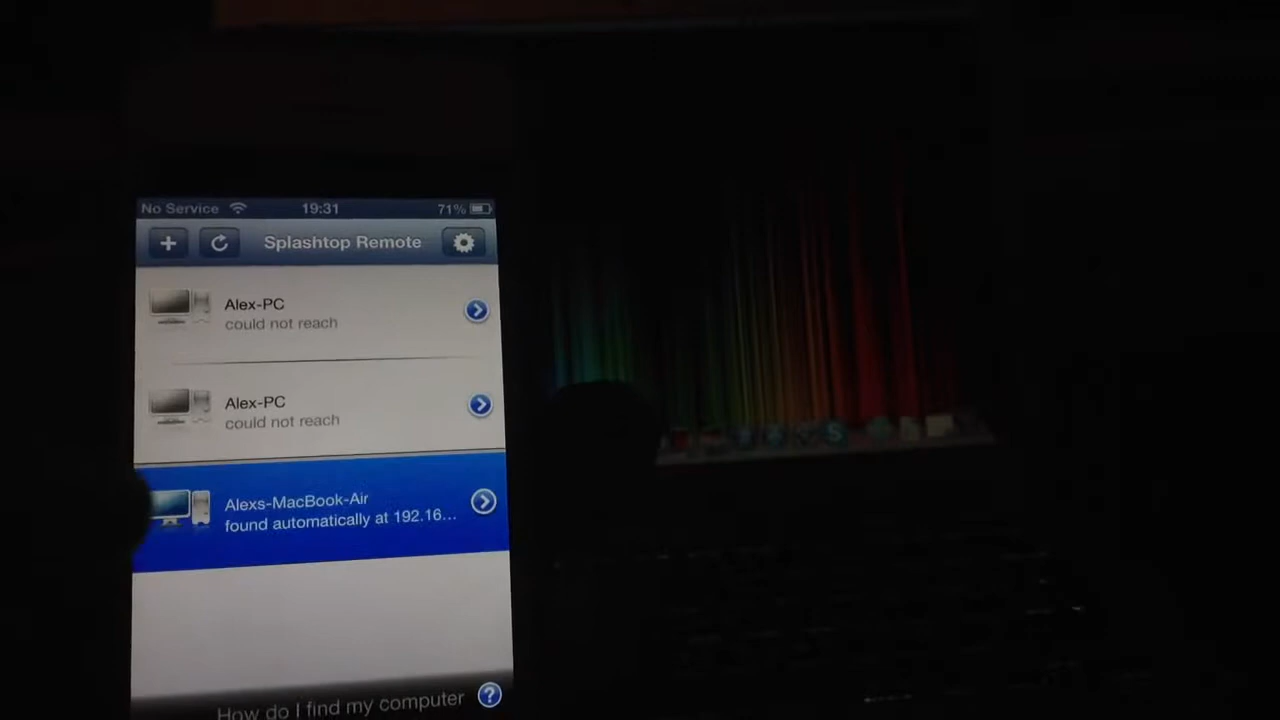 No Service 19:31 71%
Splashtop Remote
Alex-PC
could not reach
Alex-PC
could not reach
Alexs-MacBook-Air
found automatically at 192.16...
How do I find my computer